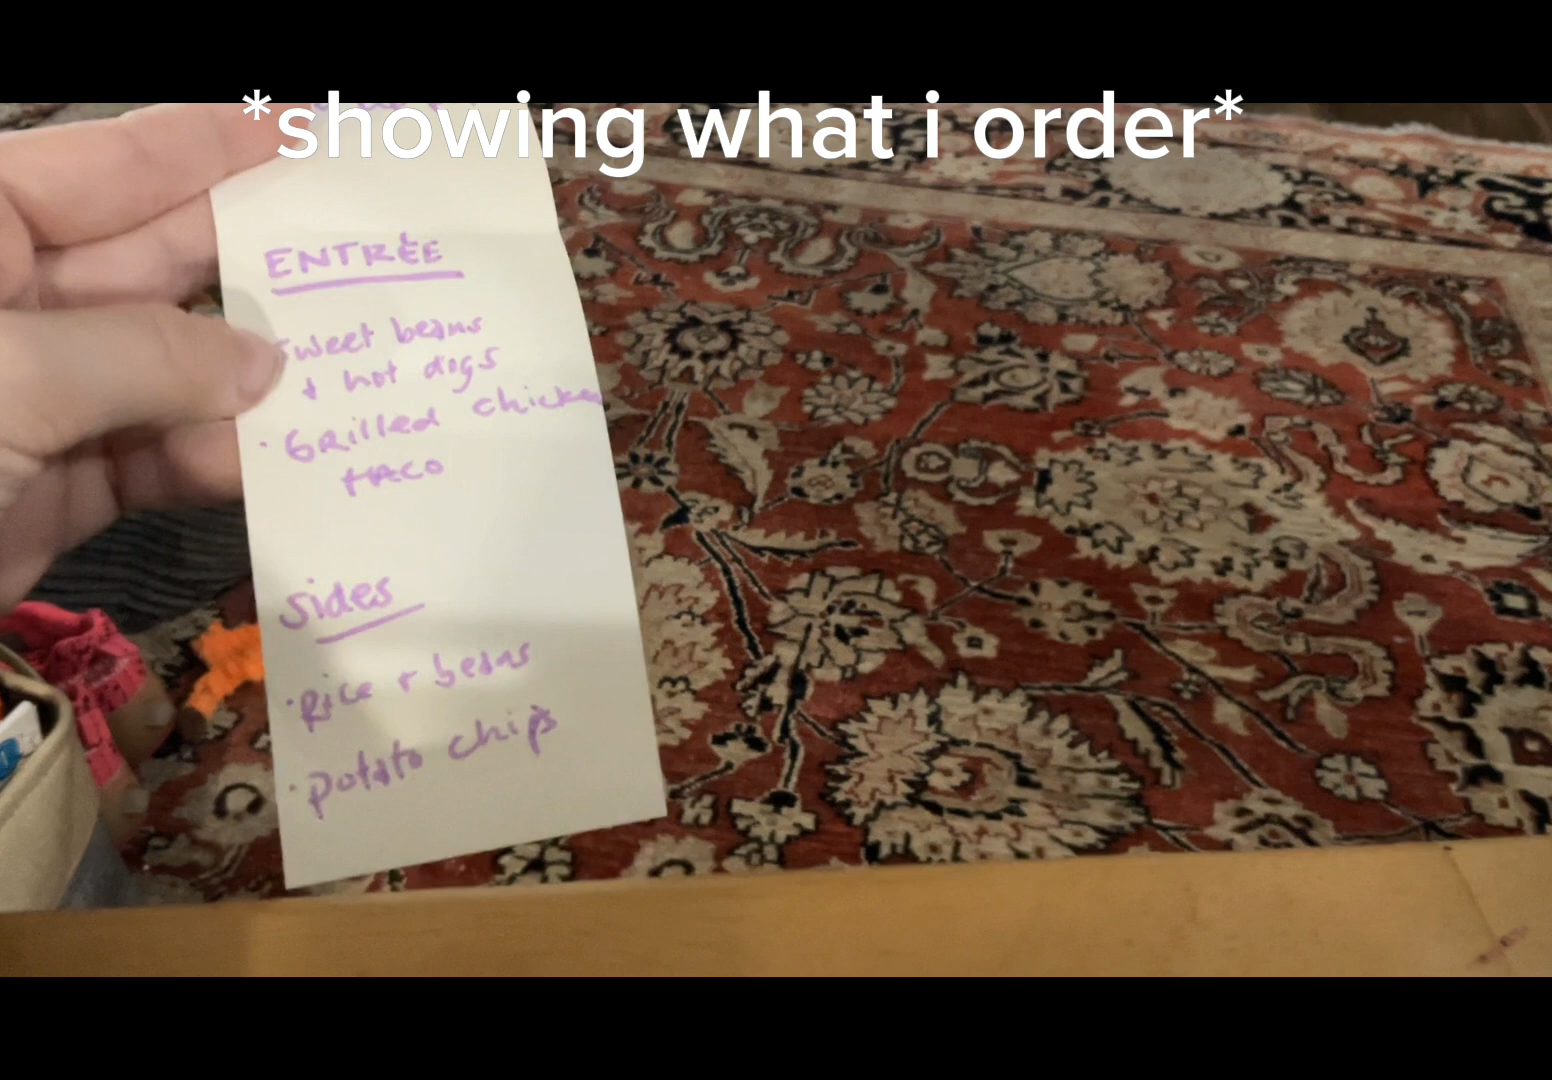 *showing what i order*
ENTRÉE
sweet beans
+ hot dogs
· Grilled chicken
taco
Sides
· Rice + beans
· potato chips